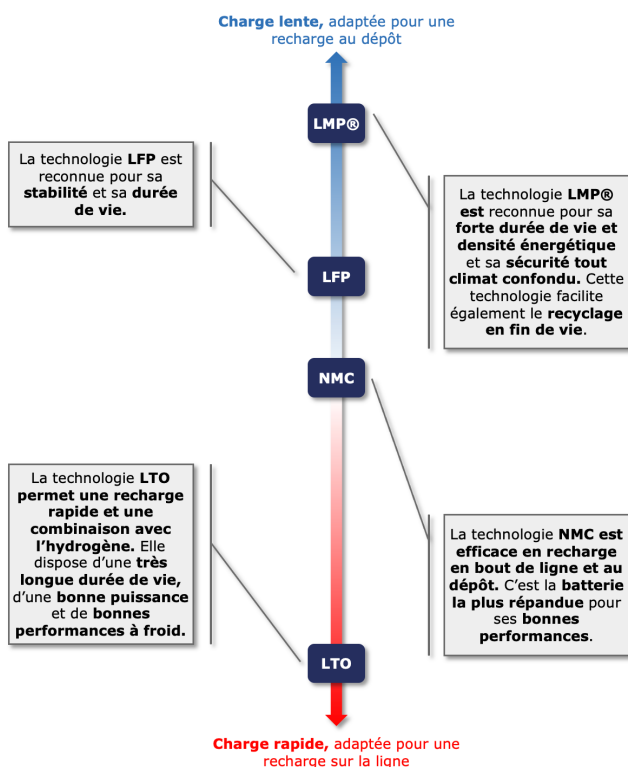 Charge lente, adaptée pour une
recharge au dépôt
LMP®
La technologie LFP est
reconnue pour sa
stabilité et sa durée
de vie.
La technologie LMP®
est reconnue pour sa
forte durée de vie et
densité énergétique
et sa sécurité tout
climat confondu. Cette
technologie facilite
également le recyclage
en fin de vie.
LFP
NMC
La technologie LTO
permet une recharge
rapide et une
combinaison avec
l’hydrogène. Elle
dispose d’une très
longue durée de vie,
d’une bonne puissance
et de bonnes
performances à froid.
La technologie NMC est
efficace en recharge
en bout de ligne et au
dépôt. C’est la batterie
la plus répandue pour
ses bonnes
performances.
LTO
Charge rapide, adaptée pour une
recharge sur la ligne